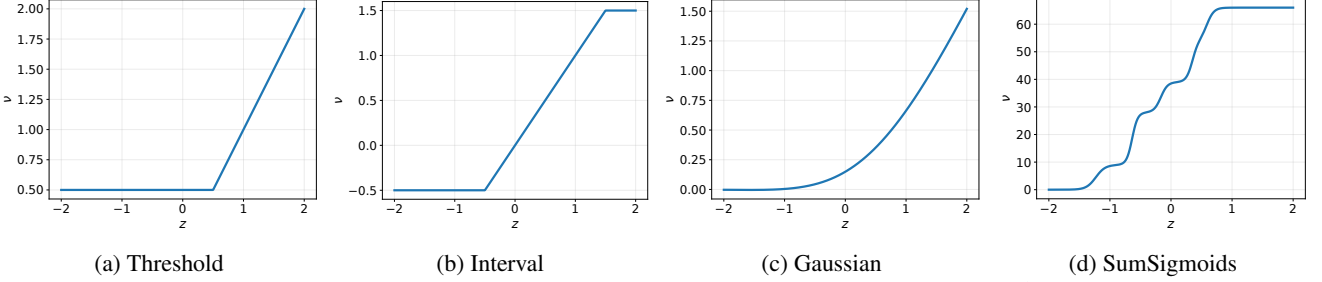 2.00
1.75
1.50
1.25
1.00
0.75
0.50
ν
−2 −1 0 1 2
z
(a) Threshold
1.5
1.0
0.5
0.0
−0.5
ν
−2 −1 0 1 2
z
(b) Interval
1.50
1.25
1.00
0.75
0.50
0.25
0.00
ν
−2 −1 0 1 2
z
(c) Gaussian
60
50
40
30
20
10
0
ν
−2 −1 0 1 2
z
(d) SumSigmoids